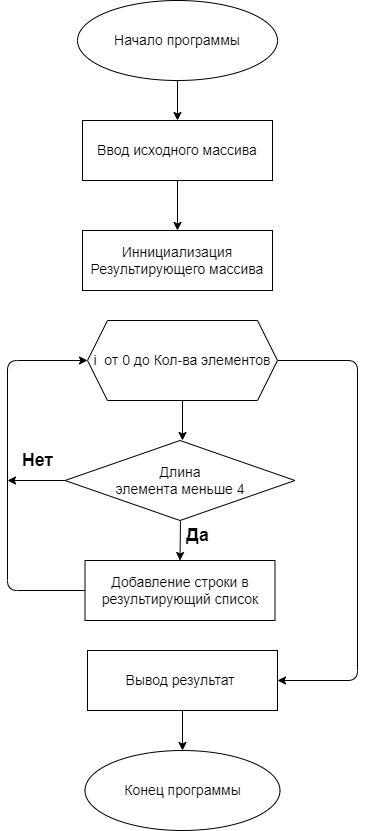 Начало программы
Ввод исходного массива
Иннициализация
Результирующего массива
i от 0 до Кол-ва элементов
Нет
Длина
элемента меньше 4
Да
Добавление строки в
результирующий список
Вывод результат
Конец программы